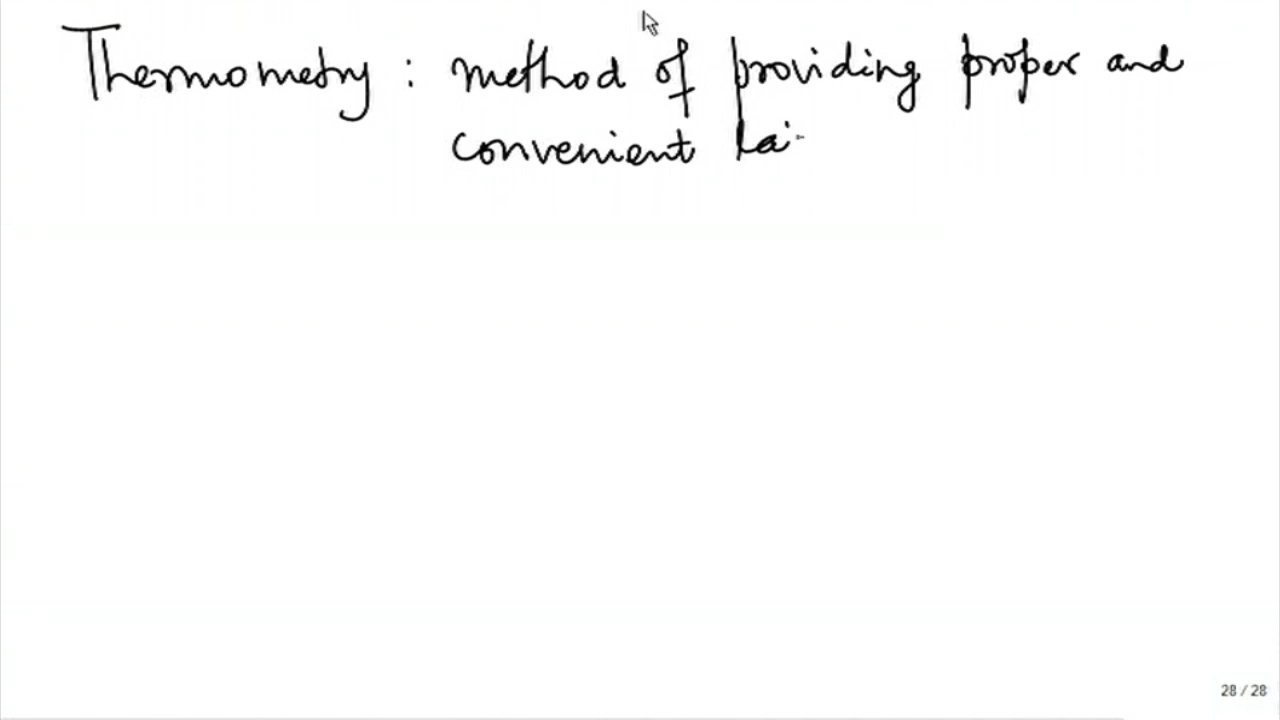 Thermometry : method of providing proper and
convenient
28 / 28